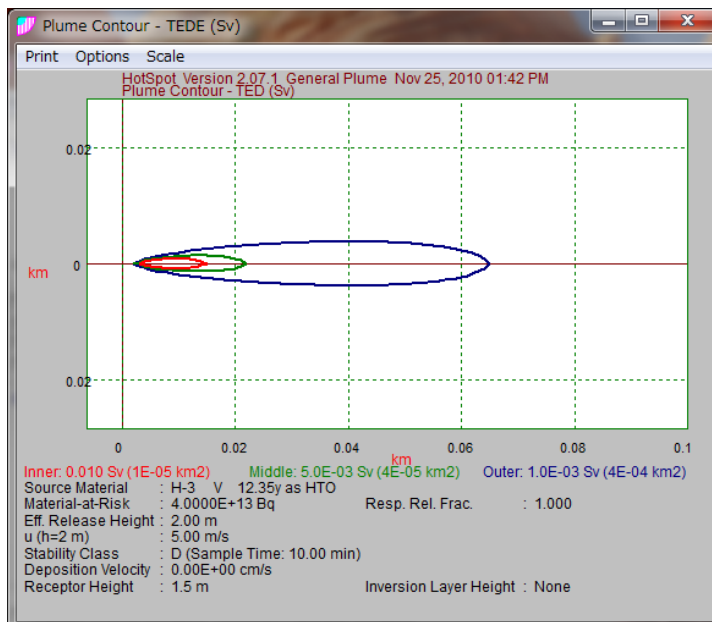 Plume Contour - TEDE (Sv)
Print Options Scale
HotSpot Version 2.07.1 General Plume Nov 25, 2010 01:42 PM
Plume Contour - TED (Sv)
0.02
0
km
0.02
0 0.02 0.04 0.06 0.08 0.1
km
Inner: 0.010 Sv (1E-05 km2) Middle: 5.0E-03 Sv (4E-05 km2) Outer: 1.0E-03 Sv (4E-04 km2)
Source Material : H-3 V 12.35y as HTO
Material-at-Risk : 4.0000E+13 Bq Resp. Rel. Frac. : 1.000
Eff. Release Height : 2.00 m
u (h=2 m) : 5.00 m/s
Stability Class : D (Sample Time: 10.00 min)
Deposition Velocity : 0.00E+00 cm/s
Receptor Height : 1.5 m Inversion Layer Height : None